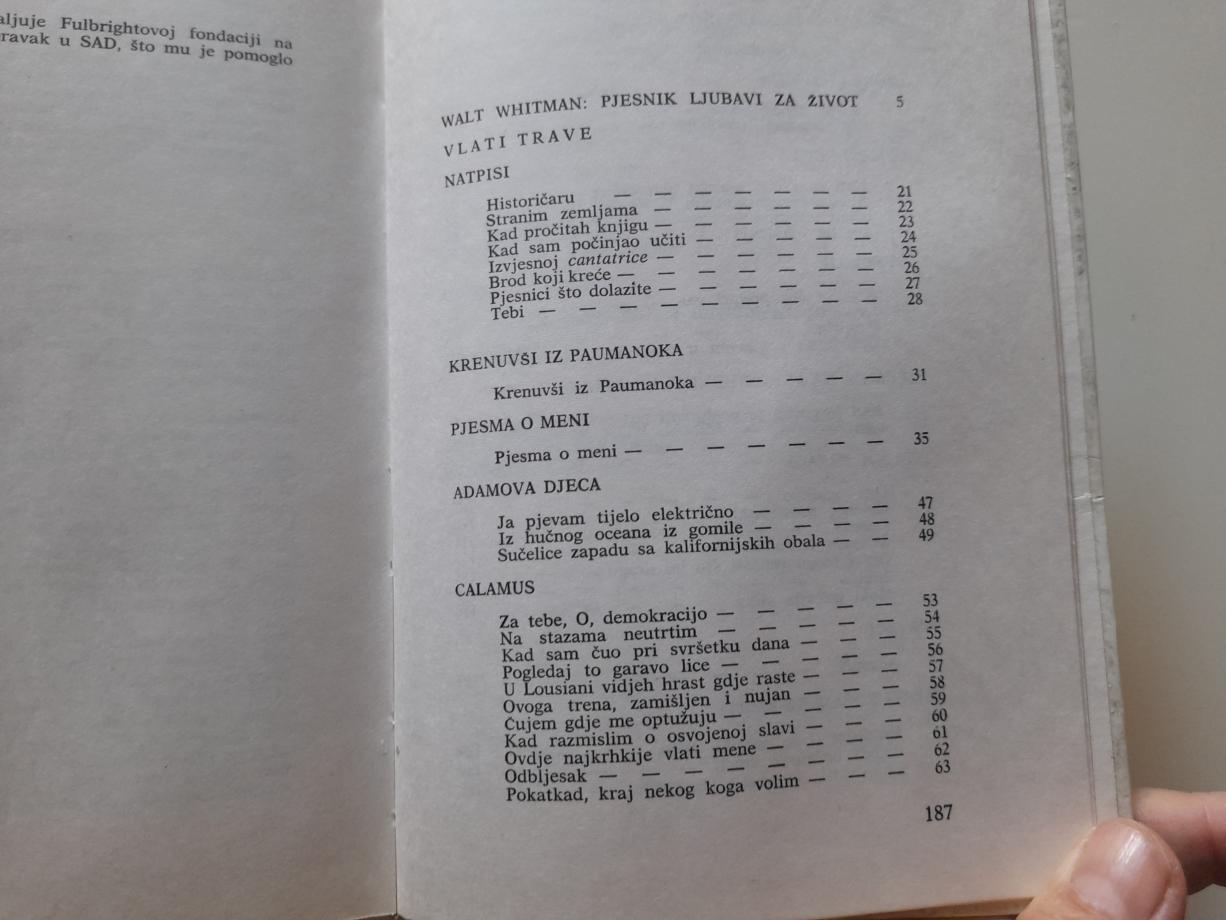 aljuje Fulbrightovoj fondaciji na
ravak u SAD, što mu je pomoglo
WALT WHITMAN: PJESNIK LJUBAVI ZA ŽIVOT 5
VLATI TRAVE
NATPISI
Historičaru — — — — — — — 21
Stranim zemljama — — — — — — 22
Kad pročitah knjigu — — — — — — 23
Kad sam počinjao učiti — — — — — 24
Izvjesnoj cantatrice — — — — — — 25
Brod koji kreće — — — — — — — 26
Pjesnici što dolazite — — — — — — 27
Tebi — — — — — — — — — 28
KRENUVŠI IZ PAUMANOKA
Krenuvši iz Paumanoka — — — — — 31
PJESMA O MENI
Pjesma o meni — — — — — — — 35
ADAMOVA DJECA
Ja pjevam tijelo električno — — — — 47
Iz hučnog oceana iz gomile — — — — 48
Sučelice zapadu sa kalifornijskih obala — — 49
CALAMUS
Za tebe, O, demokracijo — — — — — 53
Na stazama neutrtim — — — — — 54
Kad sam čuo pri svršetku dana — — — 55
Pogledaj to garavo lice — — — — — 56
U Lousiani vidjeh hrast gdje raste — — — 57
Ovoga trena, zamišljen i nujan — — — 58
Čujem gdje me optužuju — — — — — 59
Kad razmislim o osvojenoj slavi — — — 60
Ovdje najkrhkije vlati mene — — — — 61
Odbljesak — — — — — — — — 62
Pokatkad, kraj nekog koga volim — — — 63
187